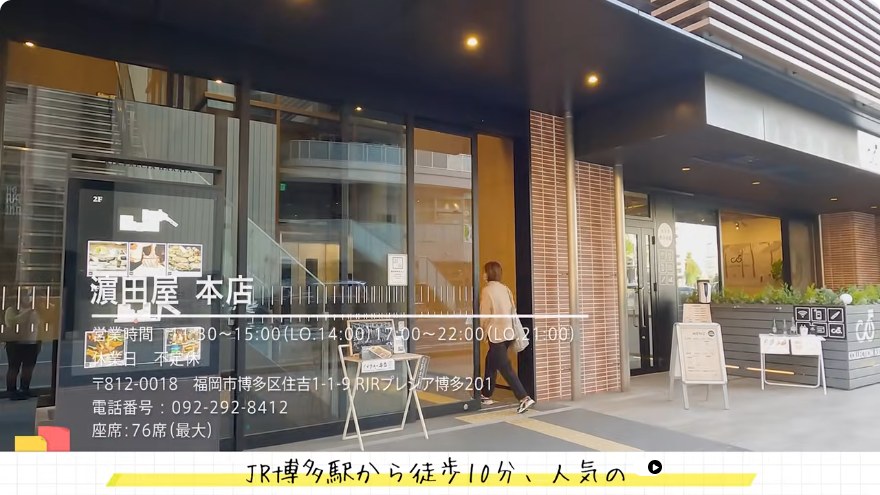 2F
濵田屋 本店
営業時間 11:30〜15:00(LO.14:00) 17:00〜22:00(LO.21:00)
休業日 不定休
〒812-0018 福岡市博多区住吉1-1-9 RJRプレシア博多201
電話番号：092-292-8412
座席:76席(最大)
JR博多駅から徒歩10分、人気の